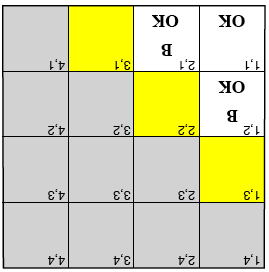 1,4 2,4 3,4 4,4
1,3 2,3 3,3 4,3
1,2 2,2 3,2 4,2
B
OK
1,1 2,1 3,1 4,1
B
OK OK